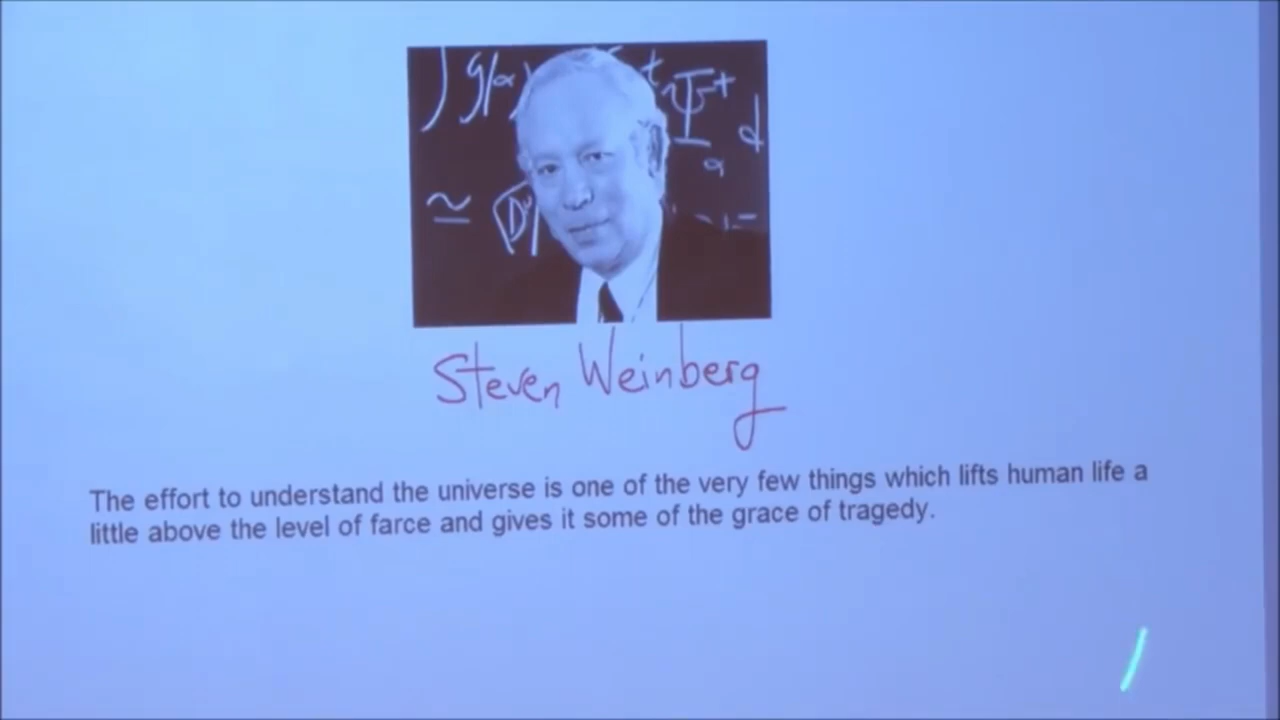 ∫ g/α
t Ψ† d
a
≃ (D
Steven Weinberg
The effort to understand the universe is one of the very few things which lifts human life a
little above the level of farce and gives it some of the grace of tragedy.